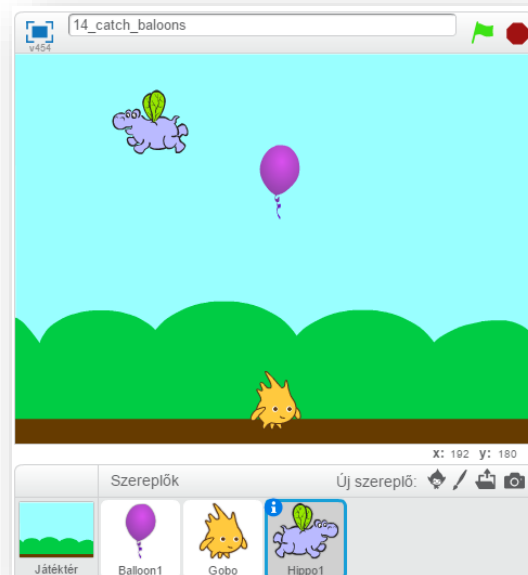 14_catch_baloons
v454
x: 192 y: 180
Szereplők
Új szereplő:
Játéktér
Balloon1
Gobo
Hippo1